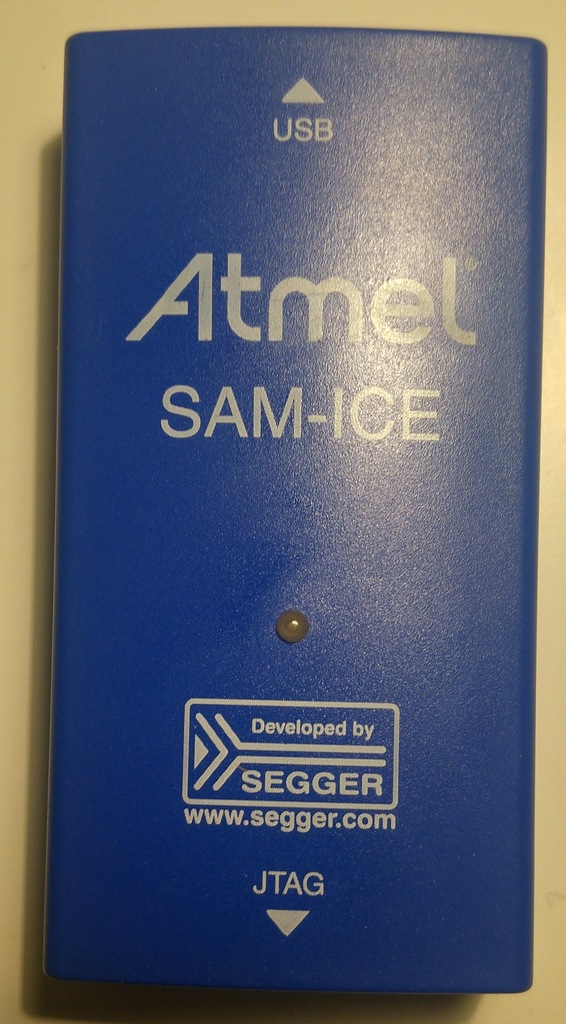 USB
Atmel®
SAM-ICE
Developed by
SEGGER
www.segger.com
JTAG